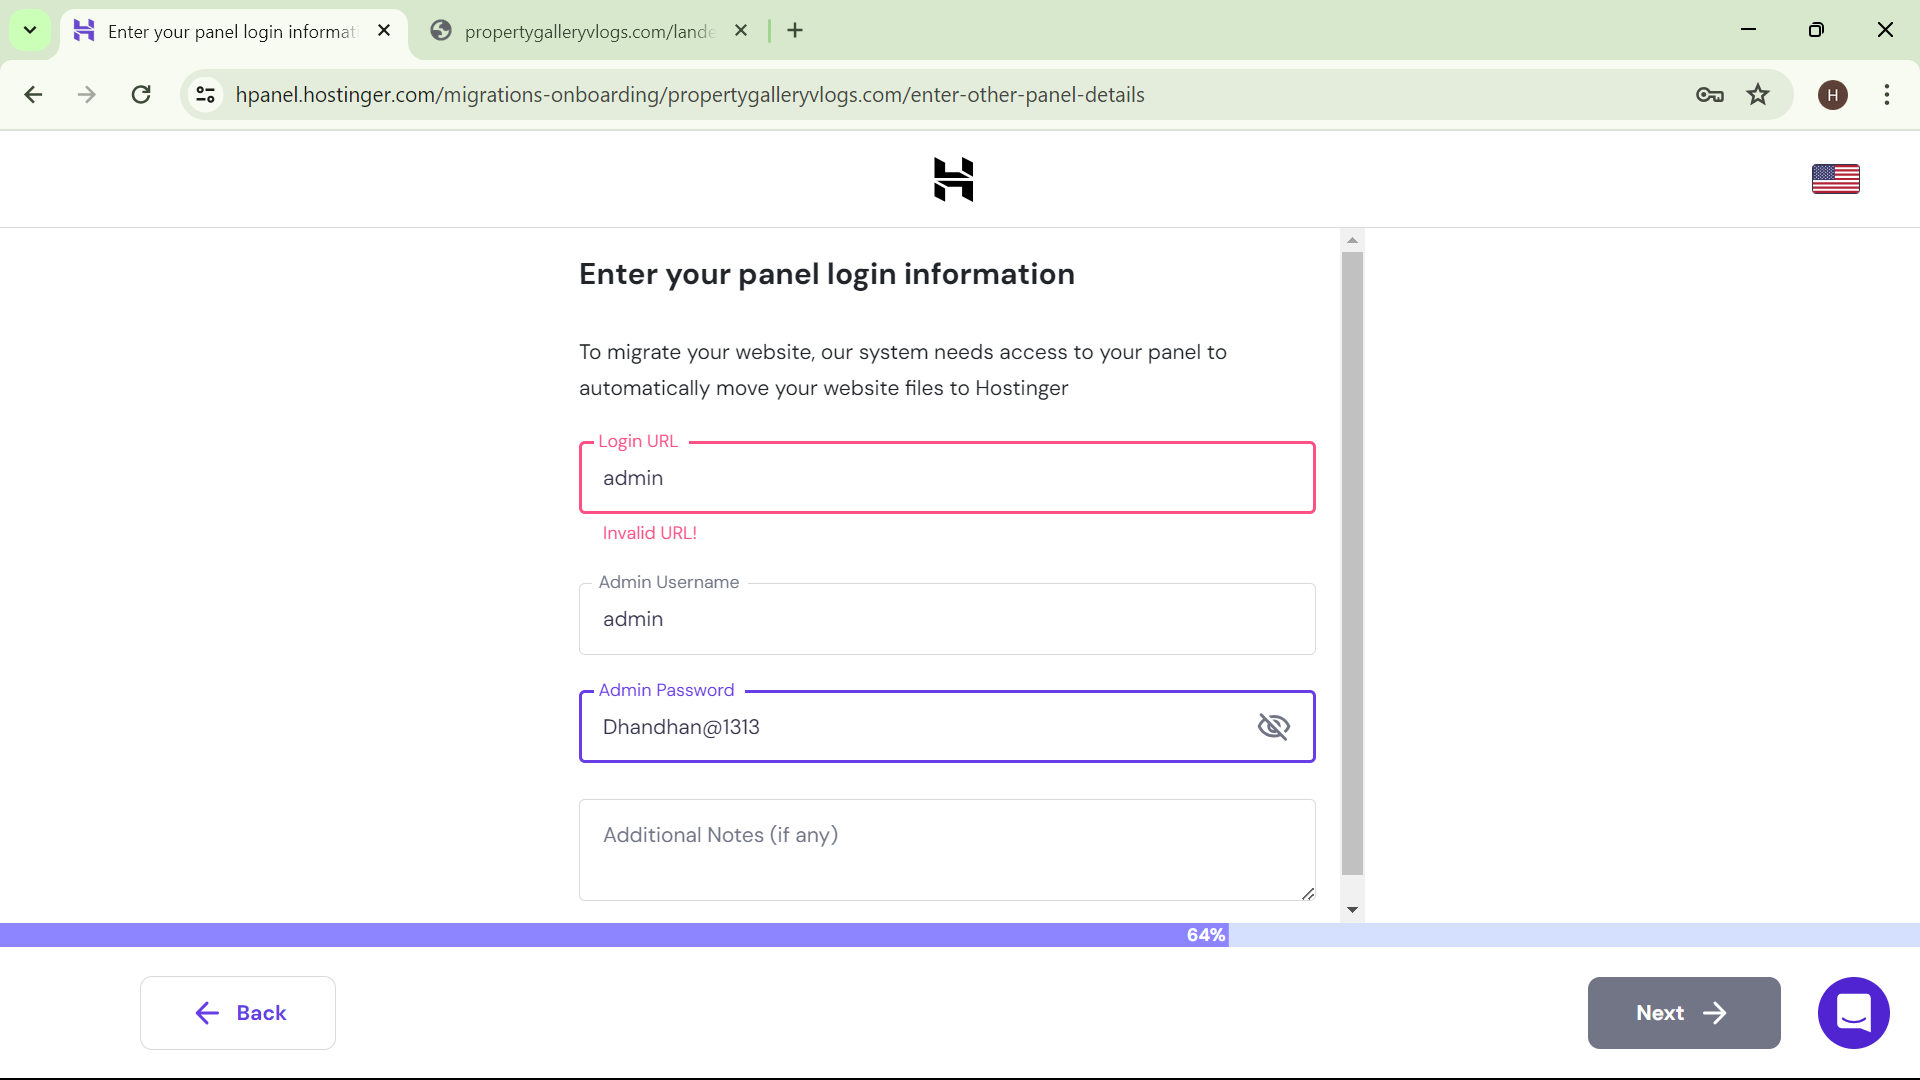 Enter your panel login informat
propertygalleryvlogs.com/lande
hpanel.hostinger.com/migrations-onboarding/propertygalleryvlogs.com/enter-other-panel-details
H
Enter your panel login information
To migrate your website, our system needs access to your panel to
automatically move your website files to Hostinger
Login URL
admin
Invalid URL!
Admin Username
admin
Admin Password
Dhandhan@1313
Additional Notes (if any)
64%
Back
Next